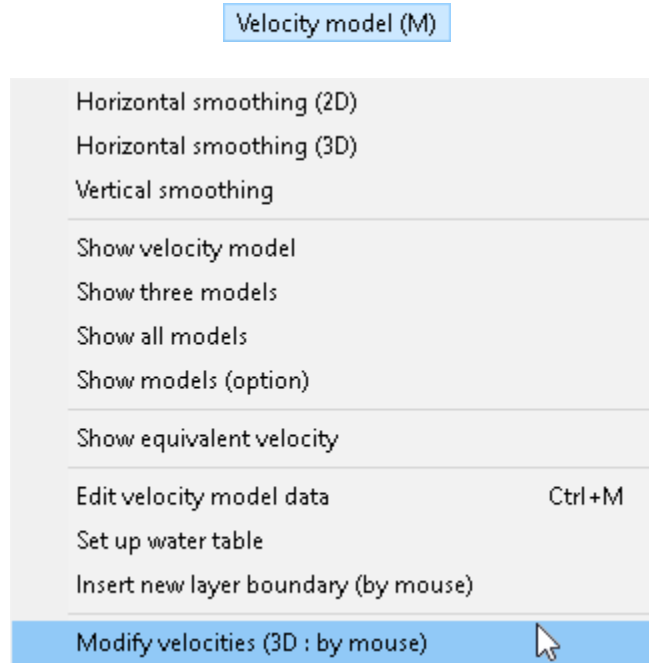 Velocity model (M)
Horizontal smoothing (2D)
Horizontal smoothing (3D)
Vertical smoothing
Show velocity model
Show three models
Show all models
Show models (option)
Show equivalent velocity
Edit velocity model data Ctrl+M
Set up water table
Insert new layer boundary (by mouse)
Modify velocities (3D : by mouse)